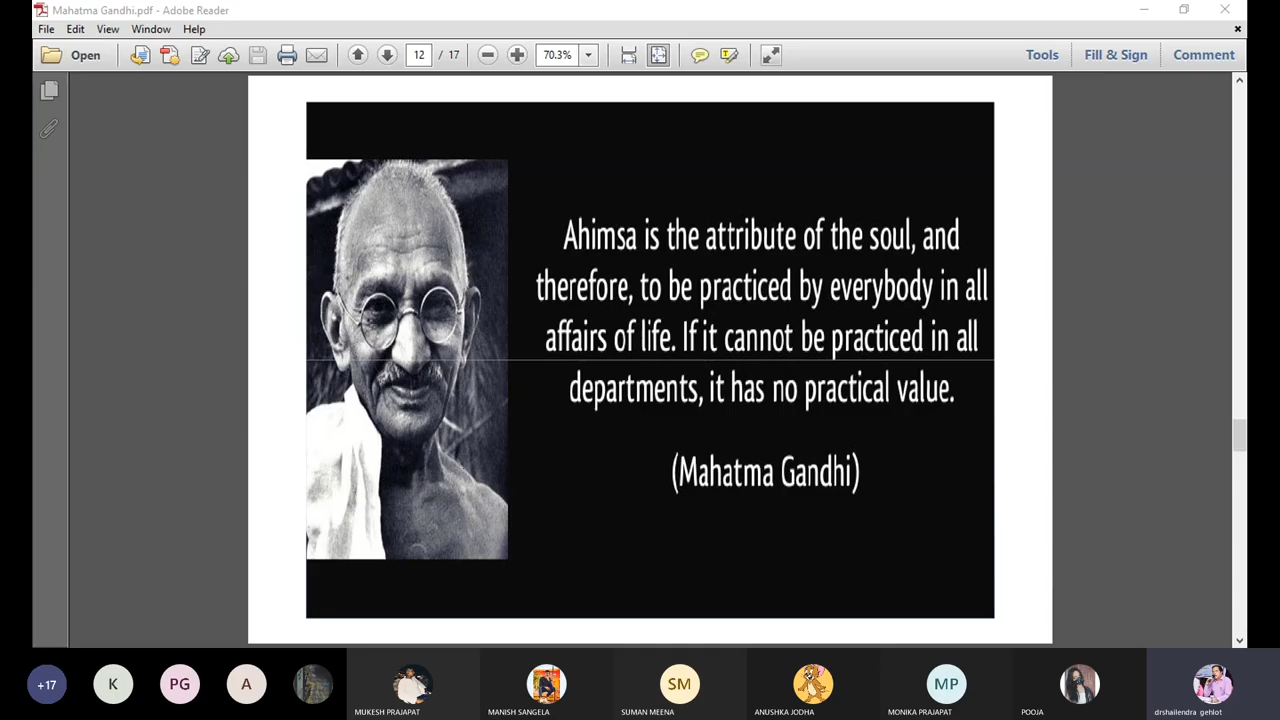 Mahatma Gandhi.pdf - Adobe Reader
File Edit View Window Help
Open 12 / 17 70.3% Tools Fill & Sign Comment
Ahimsa is the attribute of the soul, and
therefore, to be practiced by everybody in all
affairs of life. If it cannot be practiced in all
departments, it has no practical value.
(Mahatma Gandhi)
+17 K PG A SM MP
MUKESH PRAJAPAT MANISH SANGELA SUMAN MEENA ANUSHKA JODHA MONIKA PRAJAPAT POOJA drshailendra gehlot